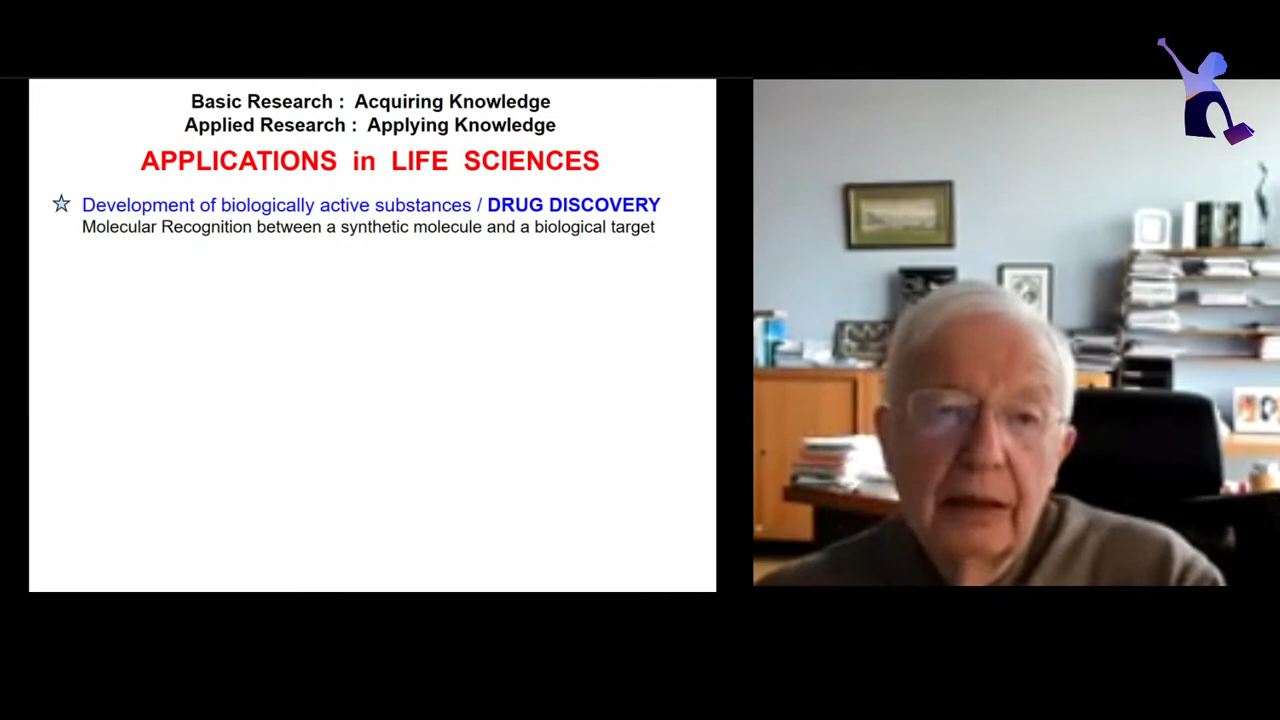 Basic Research : Acquiring Knowledge
Applied Research : Applying Knowledge
APPLICATIONS in LIFE SCIENCES
Development of biologically active substances / DRUG DISCOVERY
Molecular Recognition between a synthetic molecule and a biological target